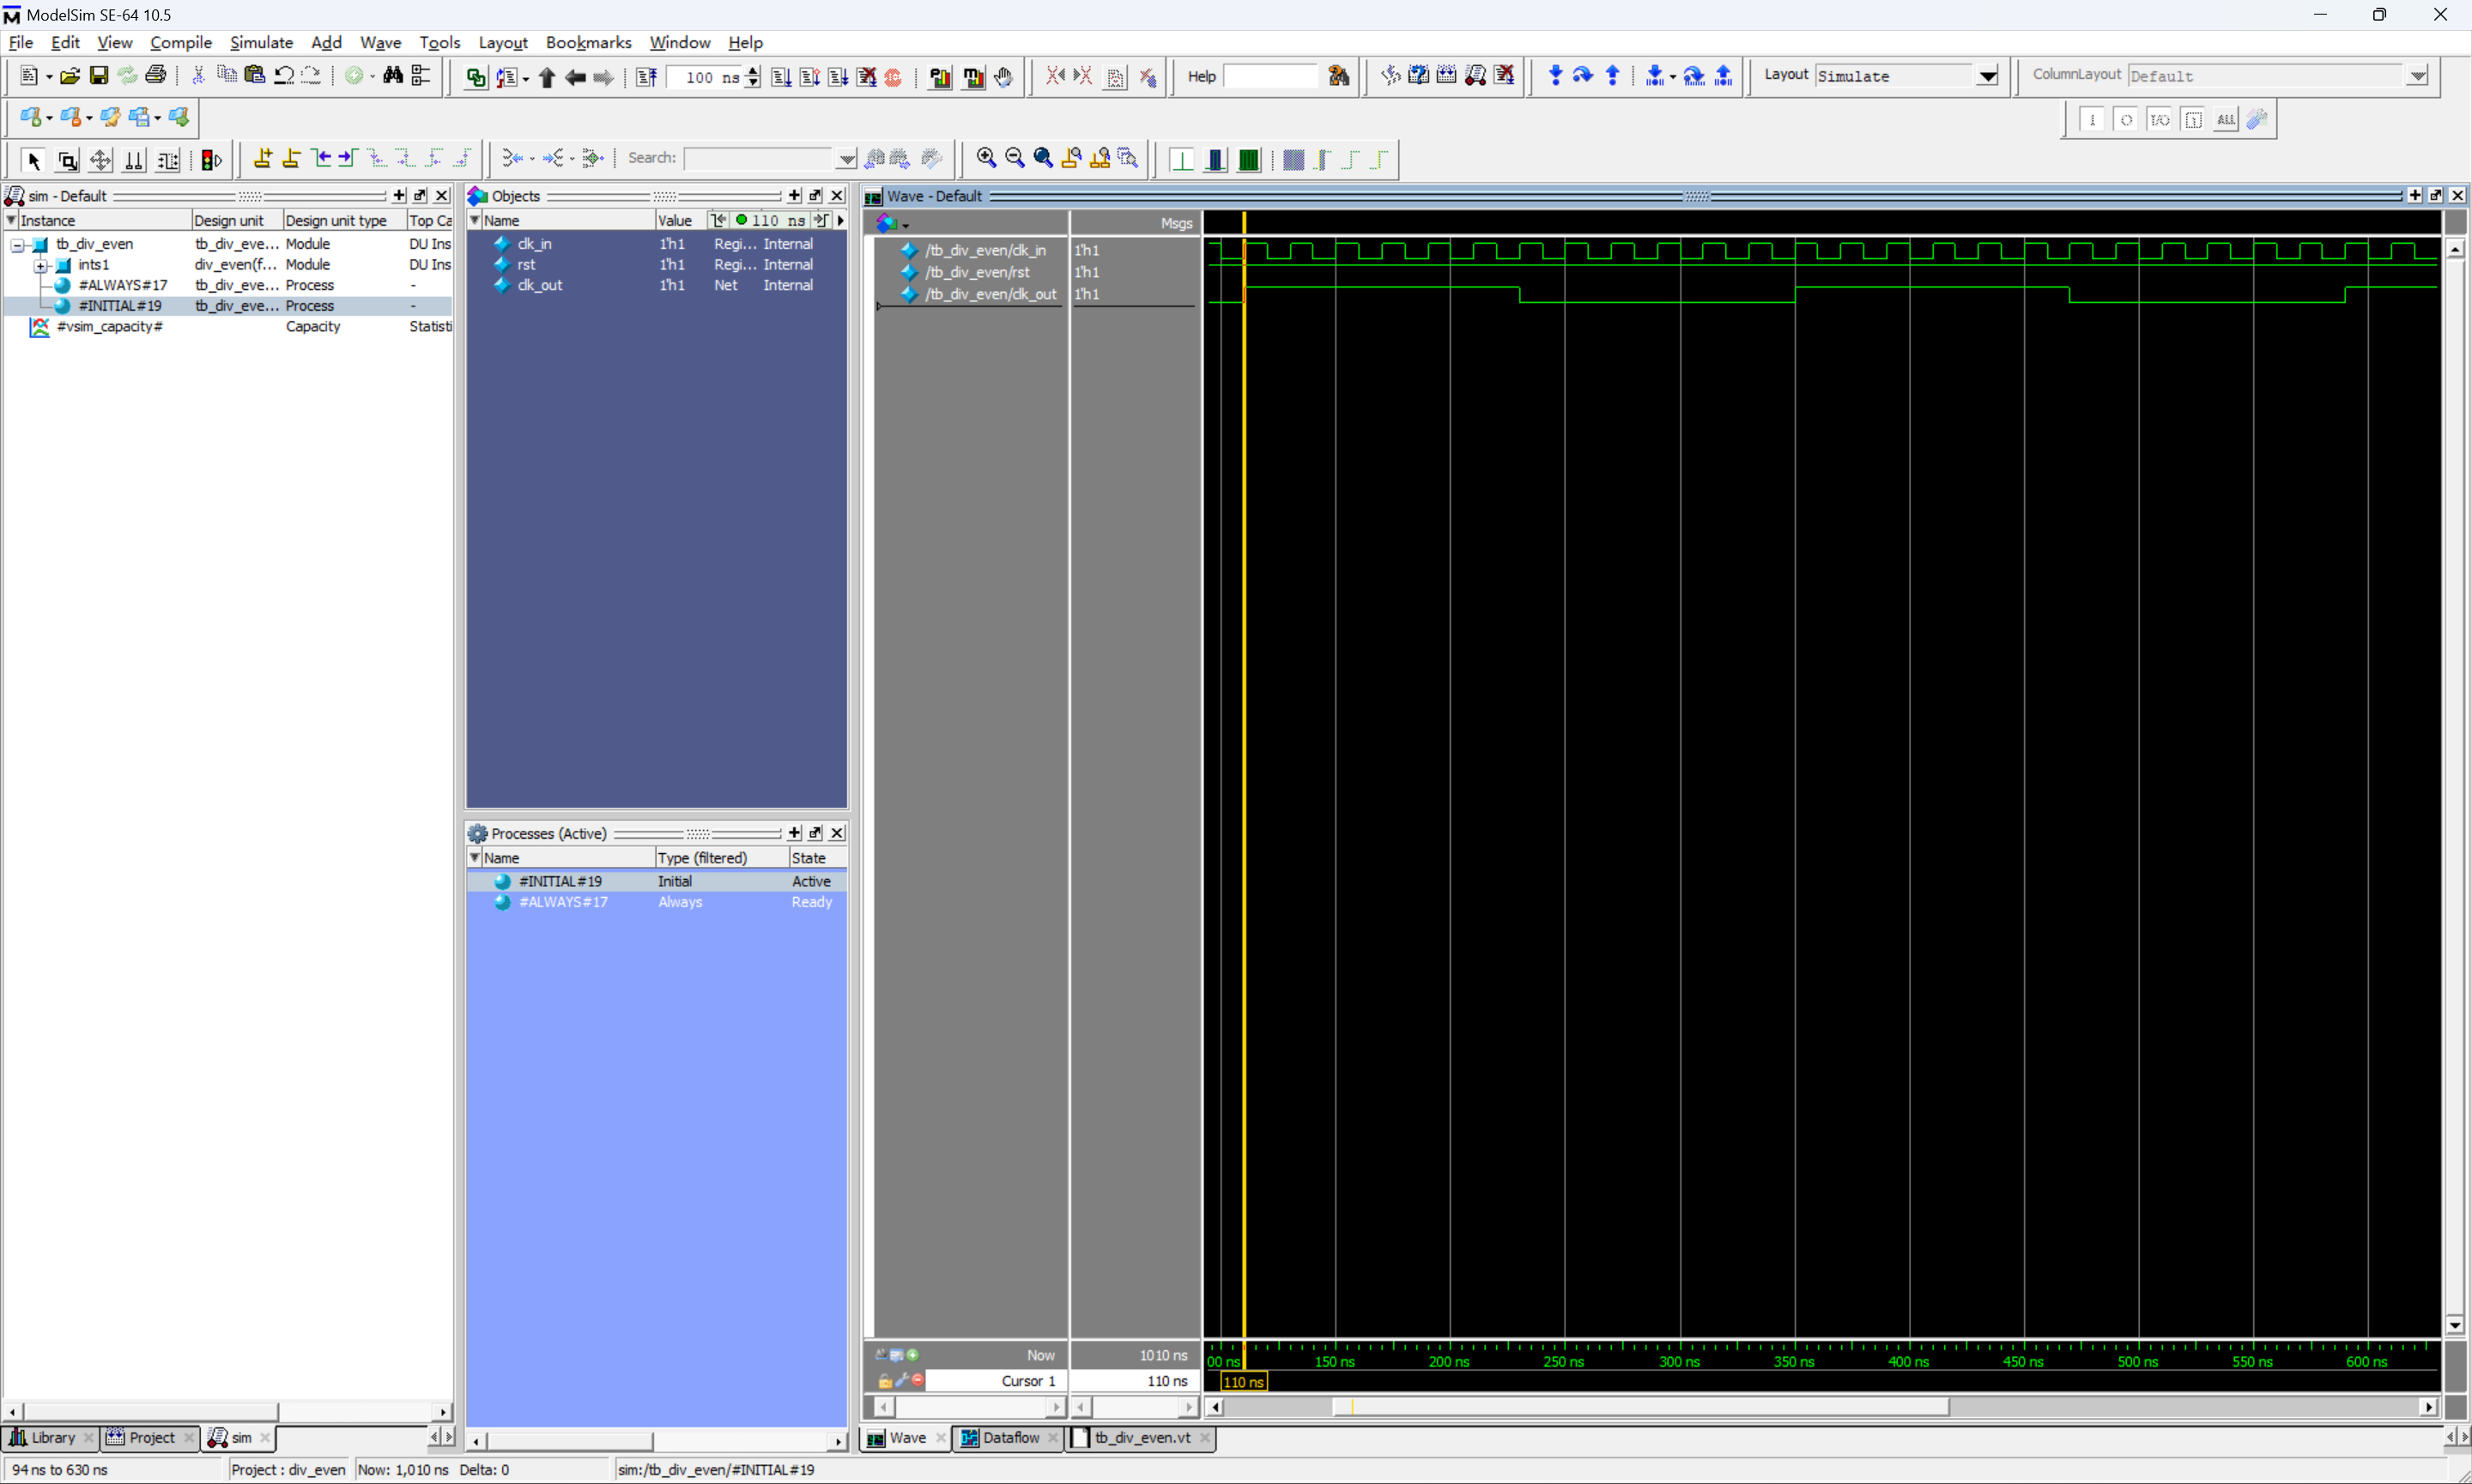 ModelSim SE-64 10.5
File Edit View Compile Simulate Add Wave Tools Layout Bookmarks Window Help
100 ns Help Layout Simulate ColumnLayout Default
ALL
Search:
sim - Default
Instance Design unit Design unit type Top Ca
tb_div_even tb_div_eve... Module DU Ins
ints1 div_even(f... Module DU Ins
#ALWAYS#17 tb_div_eve... Process -
#INITIAL#19 tb_div_eve... Process -
#vsim_capacity# Capacity Statisti
Objects
Name Value 110 ns
clk_in 1'h1 Regi... Internal
rst 1'h1 Regi... Internal
clk_out 1'h1 Net Internal
Processes (Active)
Name Type (filtered) State
#INITIAL#19 Initial Active
#ALWAYS#17 Always Ready
Wave - Default
Msgs
/tb_div_even/clk_in 1'h1
/tb_div_even/rst 1'h1
/tb_div_even/clk_out 1'h1
Now 1010 ns
00 ns 150 ns 200 ns 250 ns 300 ns 350 ns 400 ns 450 ns 500 ns 550 ns 600 ns
Cursor 1 110 ns
110 ns
Library Project sim
Wave Dataflow tb_div_even.vt
94 ns to 630 ns Project : div_even Now: 1,010 ns Delta: 0 sim:/tb_div_even/#INITIAL#19